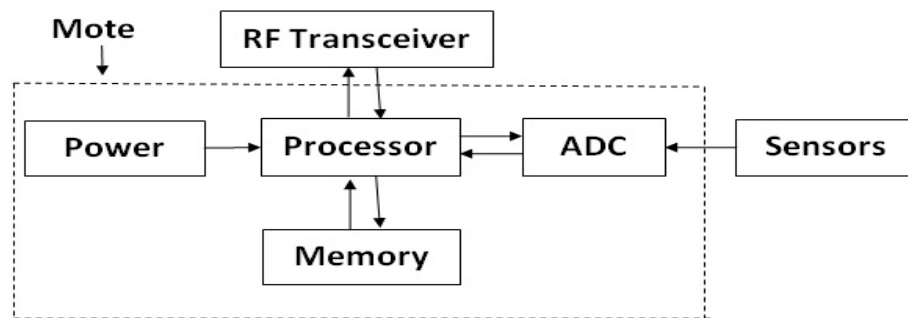 Mote
RF Transceiver
Power
Processor
ADC
Sensors
Memory